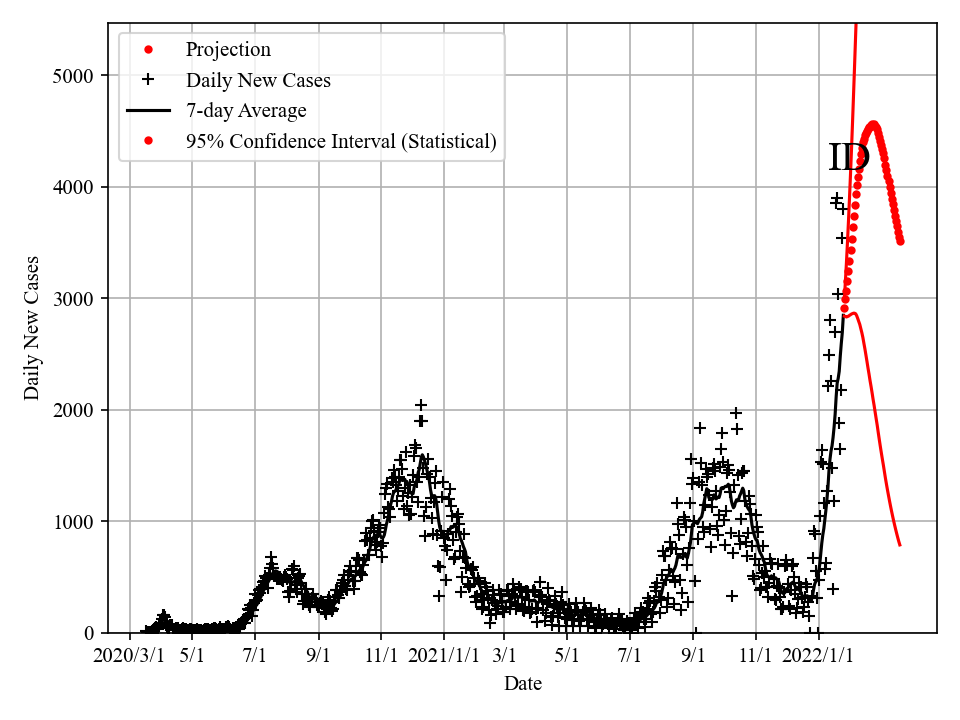 Projection
Daily New Cases
7-day Average
95% Confidence Interval (Statistical)
ID
5000
4000
3000
2000
1000
0
Daily New Cases
2020/3/1 5/1 7/1 9/1 11/1 2021/1/1 3/1 5/1 7/1 9/1 11/1 2022/1/1
Date